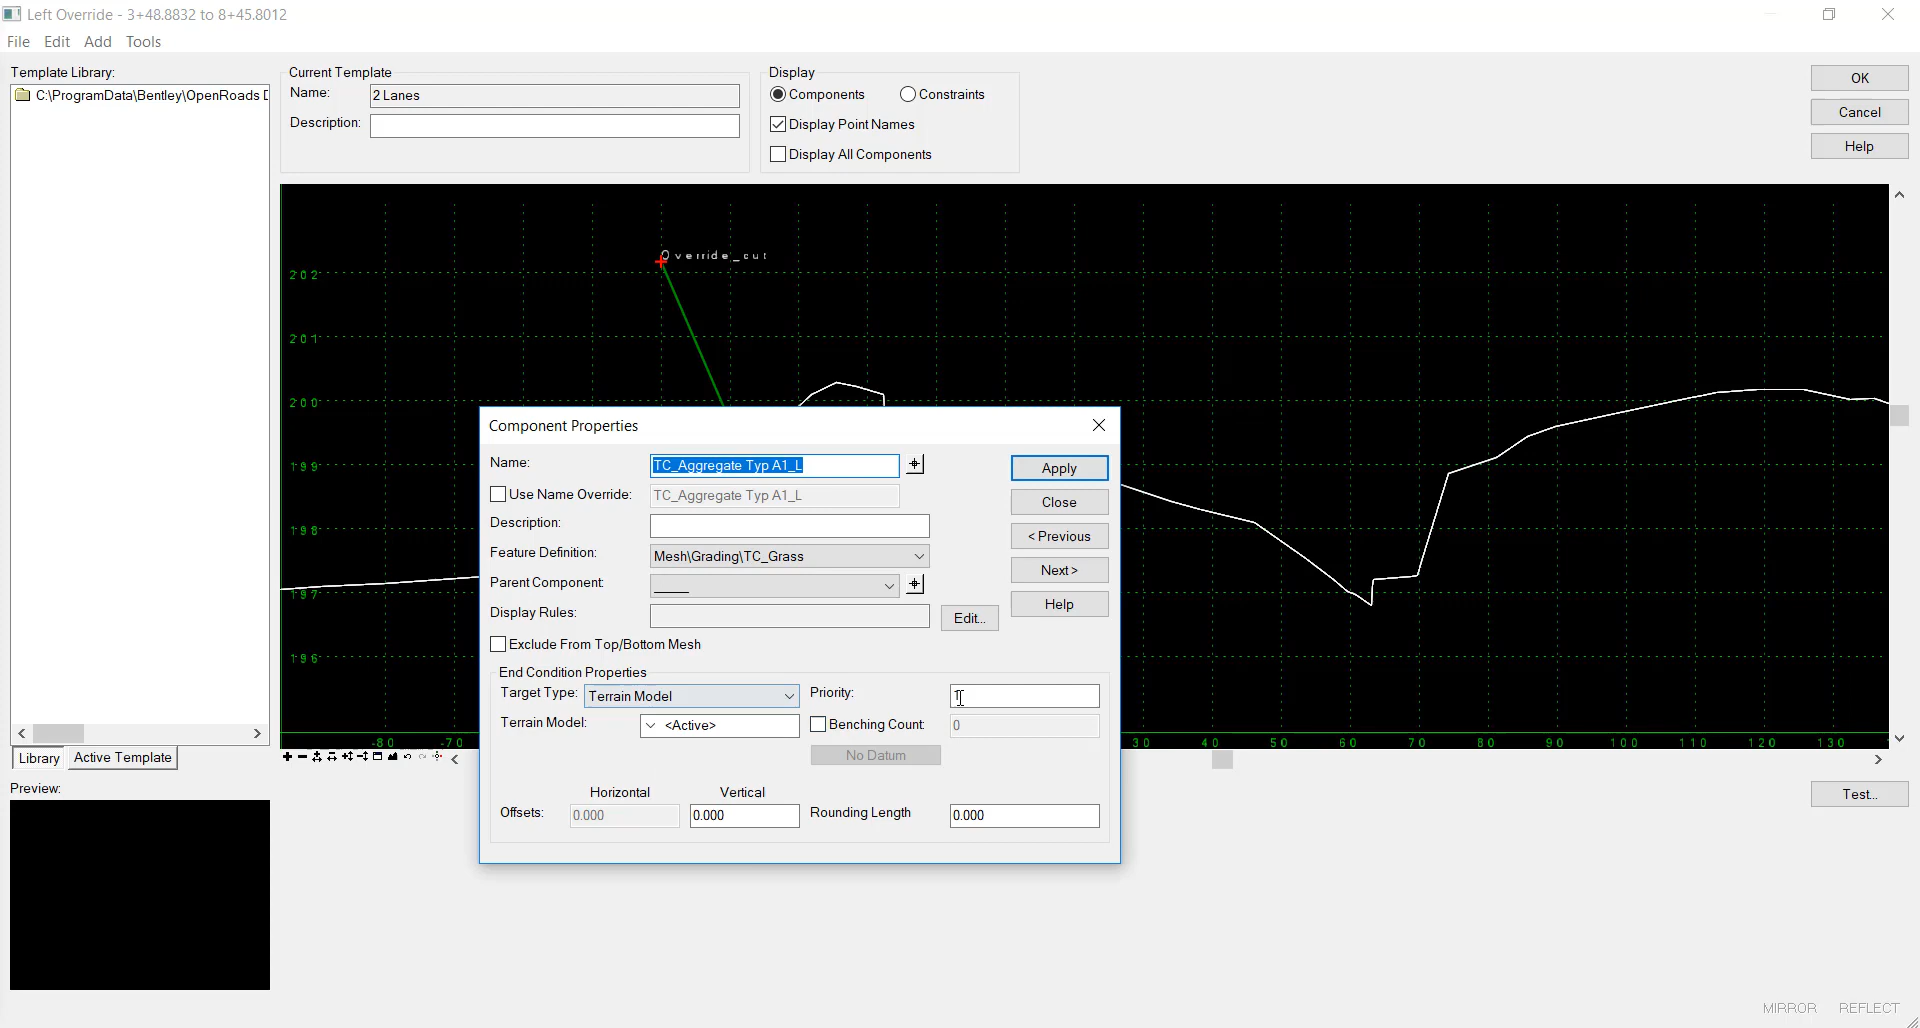 Left Override - 3+48.8832 to 8+45.8012
File Edit Add Tools
Template Library:
C:\ProgramData\Bentley\OpenRoads D
Current Template
Name: 2 Lanes
Description:
Display
Components Constraints
Display Point Names
Display All Components
OK
Cancel
Help
Override_cut
202
201
200
199
198
197
196
-80 -70 30 40 50 60 70 80 90 100 110 120 130
Component Properties
Name: TC_Aggregate Typ A1_L
Apply
Use Name Override: TC_Aggregate Typ A1_L
Close
Description:
< Previous
Feature Definition: Mesh\Grading\TC_Grass
Next >
Parent Component:
Help
Display Rules: Edit...
Exclude From Top/Bottom Mesh
End Condition Properties
Target Type: Terrain Model Priority: 1
Terrain Model: <Active> Benching Count: 0
No Datum
Horizontal Vertical
Offsets: 0.000 0.000 Rounding Length 0.000
Library Active Template
Preview:
Test...
MIRROR REFLECT